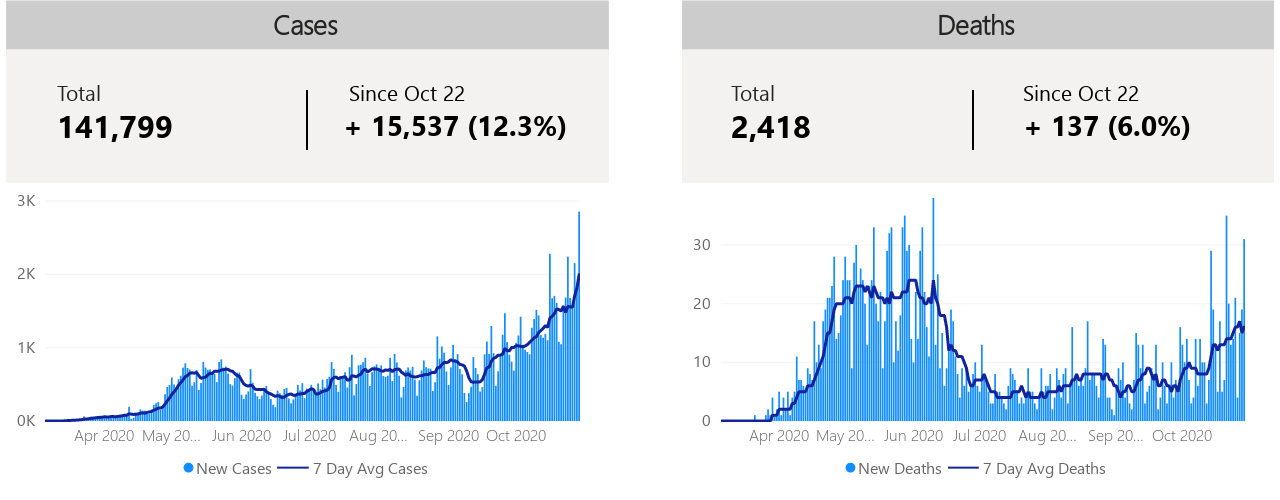 Cases
Total
141,799
Since Oct 22
+ 15,537 (12.3%)
3K
2K
1K
0K
Apr 2020 May 20... Jun 2020 Jul 2020 Aug 20... Sep 2020 Oct 2020
New Cases 7 Day Avg Cases
Deaths
Total
2,418
Since Oct 22
+ 137 (6.0%)
30
20
10
0
Apr 2020 May 20... Jun 2020 Jul 2020 Aug 20... Sep 20... Oct 2020
New Deaths 7 Day Avg Deaths